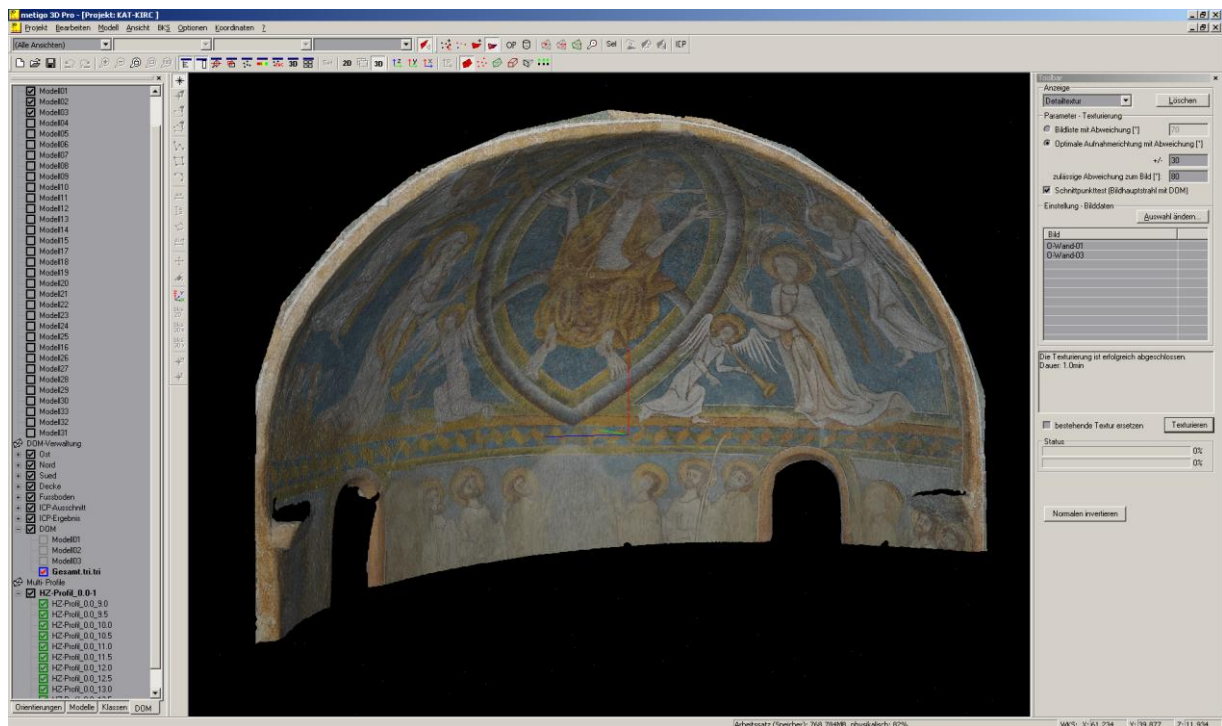 metigo 3D Pro - [Projekt: KAT-KIRC ]
Projekt Bearbeiten Modell Ansicht BKS Optionen Koordinaten ?
(Alle Ansichten)
OP
Sel
ICP
2D
3D
Modell01
Modell02
Modell03
Modell04
Modell05
Modell06
Modell07
Modell08
Modell09
Modell10
Modell11
Modell12
Modell13
Modell14
Modell15
Modell17
Modell18
Modell19
Modell20
Modell21
Modell22
Modell23
Modell24
Modell25
Modell16
Modell26
Modell27
Modell28
Modell29
Modell30
Modell33
Modell32
Modell31
DOM-Verwaltung
Ost
Nord
Sued
Decke
Fussboden
ICP-Ausschnitt
ICP-Ergebnis
DOM
Modell01
Modell02
Modell03
Gesamt.tri.tri
Multi-Profile
HZ-Profil_0.0-1
HZ-Profil_0.0_9.0
HZ-Profil_0.0_9.5
HZ-Profil_0.0_10.0
HZ-Profil_0.0_10.5
HZ-Profil_0.0_11.0
HZ-Profil_0.0_11.5
HZ-Profil_0.0_12.0
HZ-Profil_0.0_12.5
HZ-Profil_0.0_13.0
Orientierungen Modelle Klassen DOM
Toolbar
Anzeige
Detailtextur Löschen
Parameter - Texturierung
Bildliste mit Abweichung [°] 70
Optimale Aufnahmerichtung mit Abweichung [°]
+/- 30
zulässige Abweichung zum Bild [°] 80
Schnittpunkttest (Bildhauptstrahl mit DOM)
Einstellung - Bilddaten
Auswahl ändern...
Bild
O-Wand-01
O-Wand-03
Die Texturierung ist erfolgreich abgeschlossen.
Dauer: 1.0min
bestehende Textur ersetzen Texturieren
Status
0%
0%
Normalen invertieren
Arbeitssatz (Speicher): 768.784MB, physikalisch: 82%
WKS: X: 61.234 Y: 39.877 Z: 11.934